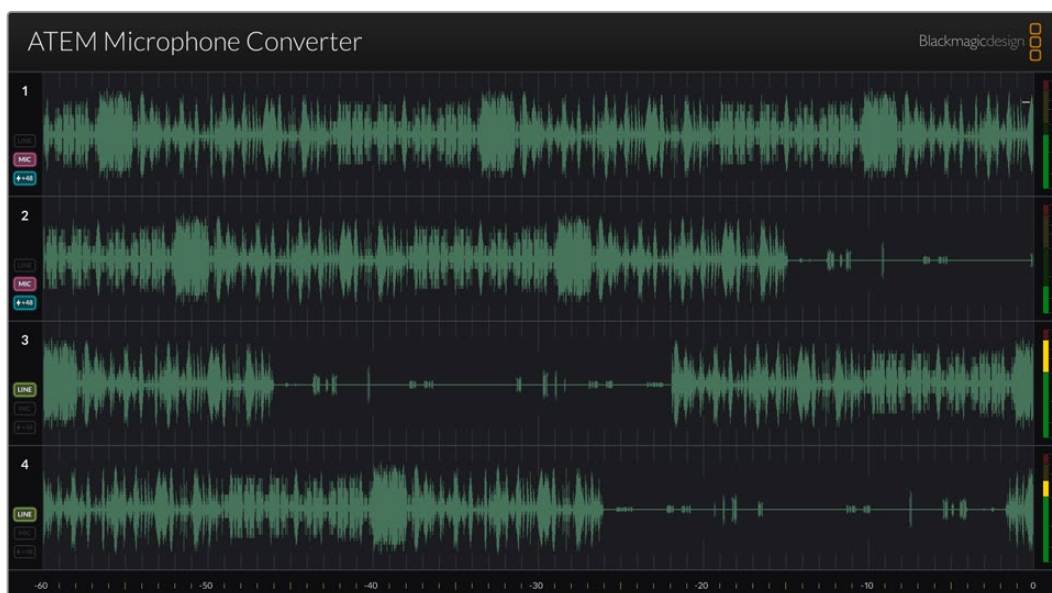 ATEM Microphone Converter
Blackmagicdesign
1
LINE
MIC
+48
2
LINE
MIC
+48
3
LINE
MIC
+48
4
LINE
MIC
+48
-60 -50 -40 -30 -20 -10 0